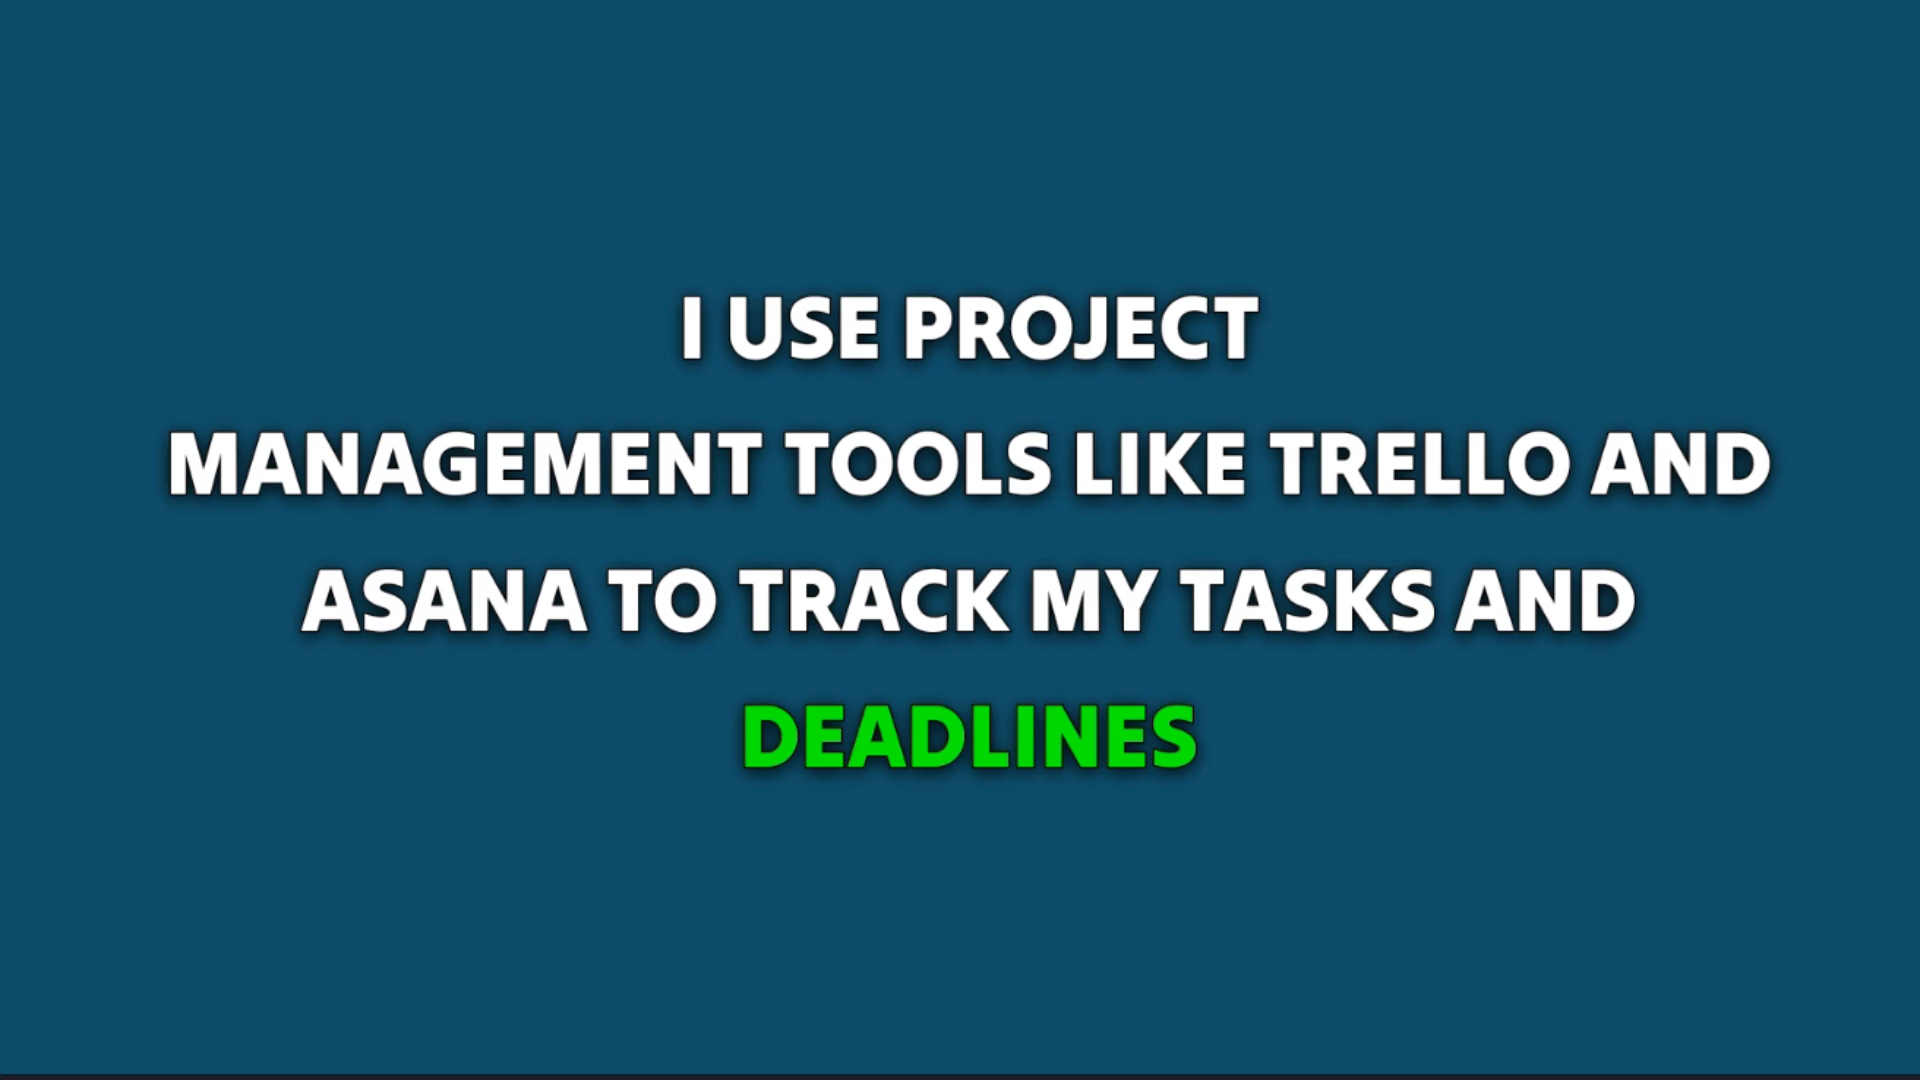 I USE PROJECT
MANAGEMENT TOOLS LIKE TRELLO AND
ASANA TO TRACK MY TASKS AND
DEADLINES